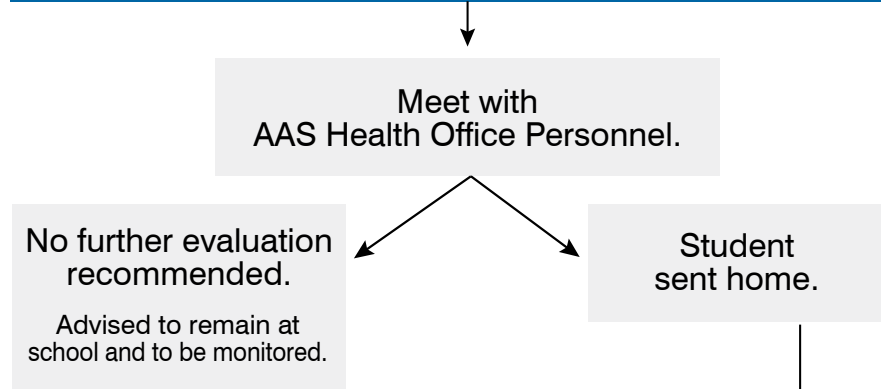 Meet with
AAS Health Office Personnel.
No further evaluation
recommended.
Advised to remain at
school and to be monitored.
Student
sent home.